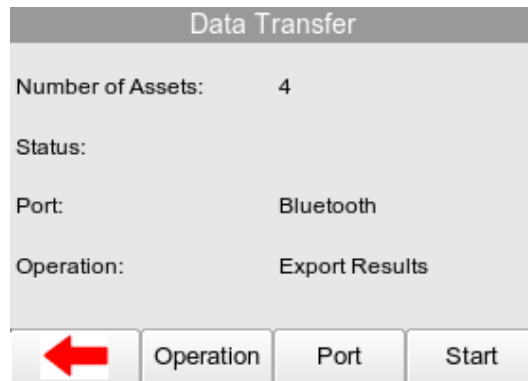 Data Transfer
Number of Assets: 4
Status:
Port: Bluetooth
Operation: Export Results
Operation Port Start